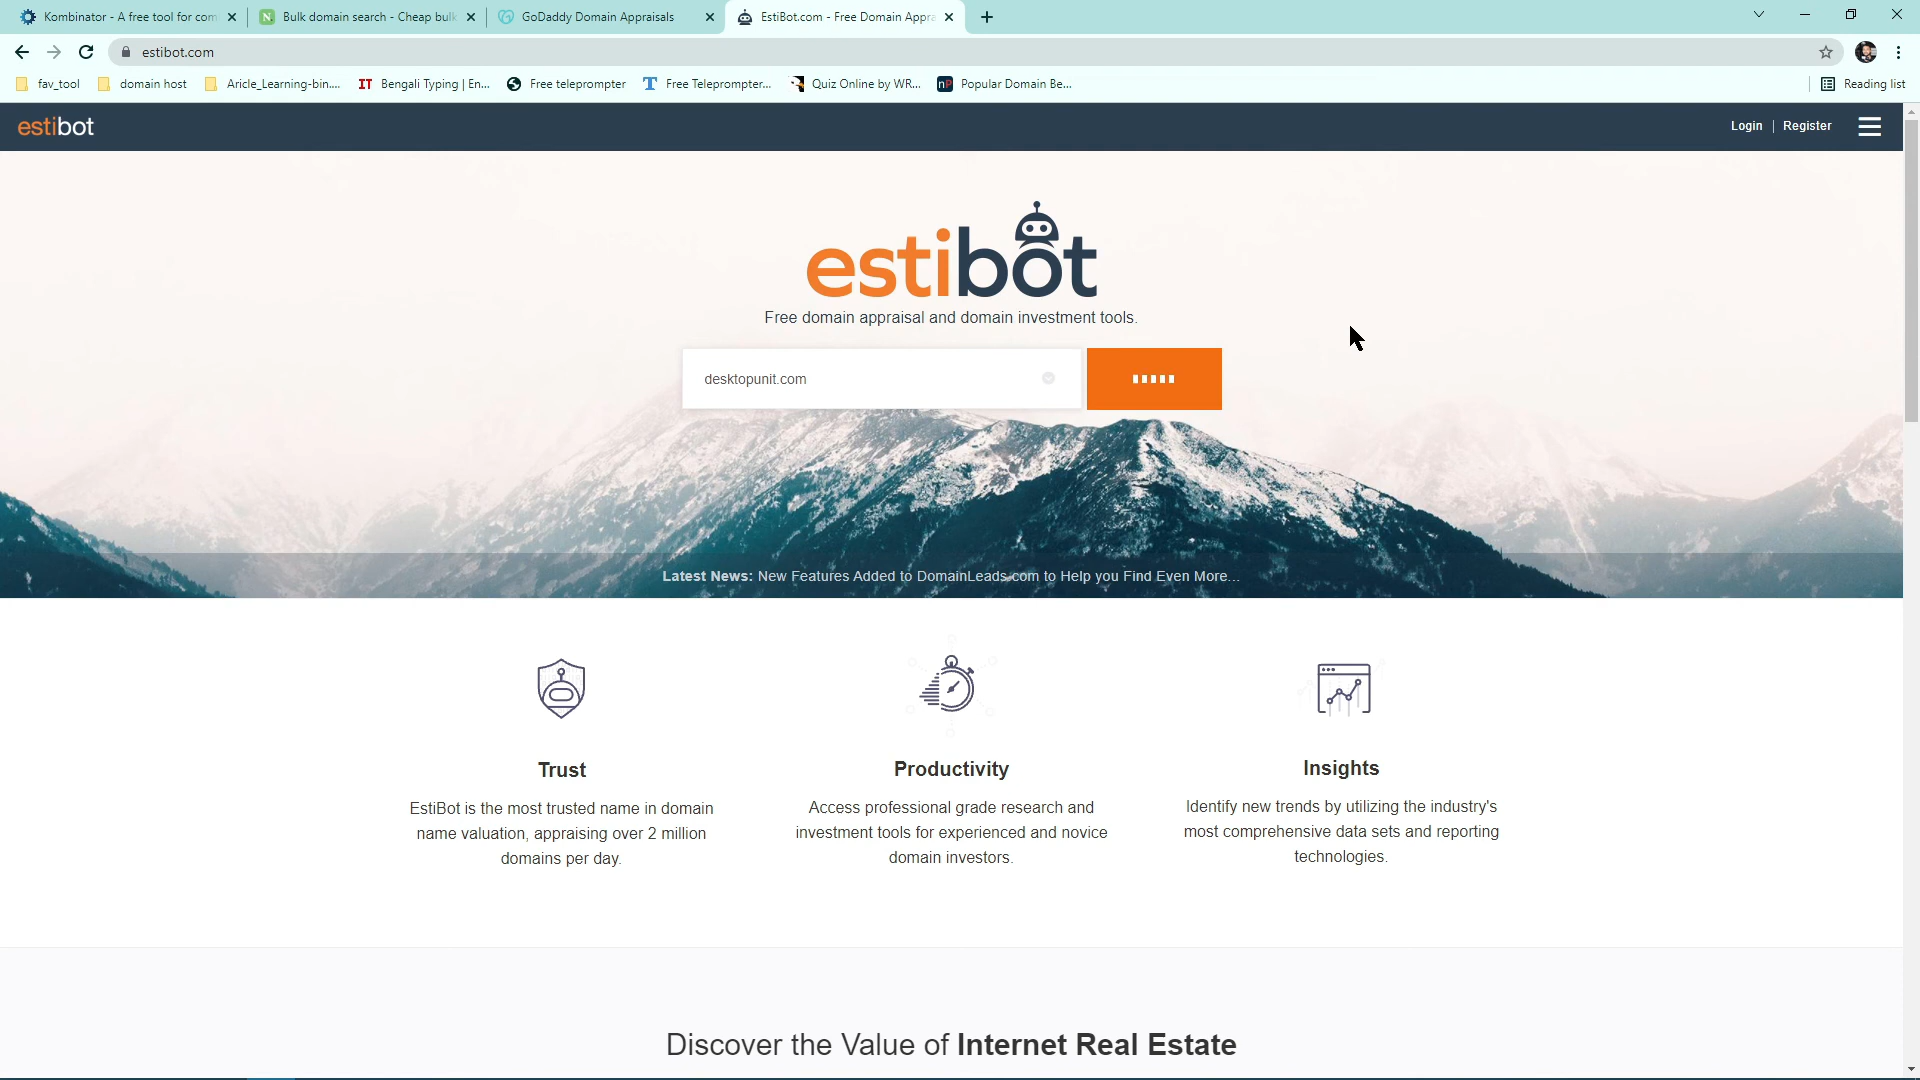 Kombinator - A free tool for com
Bulk domain search - Cheap bulk
GoDaddy Domain Appraisals
EstiBot.com - Free Domain Appra
estibot.com
fav_tool
domain host
Aricle_Learning-bin....
Bengali Typing | En...
Free teleprompter
Free Teleprompter...
Quiz Online by WR...
Popular Domain Be...
Reading list
estibot
Login | Register
estibot
Free domain appraisal and domain investment tools.
desktopunit.com
Latest News: New Features Added to DomainLeads.com to Help you Find Even More...
Trust
EstiBot is the most trusted name in domain
name valuation, appraising over 2 million
domains per day.
Productivity
Access professional grade research and
investment tools for experienced and novice
domain investors.
Insights
Identify new trends by utilizing the industry's
most comprehensive data sets and reporting
technologies.
Discover the Value of Internet Real Estate